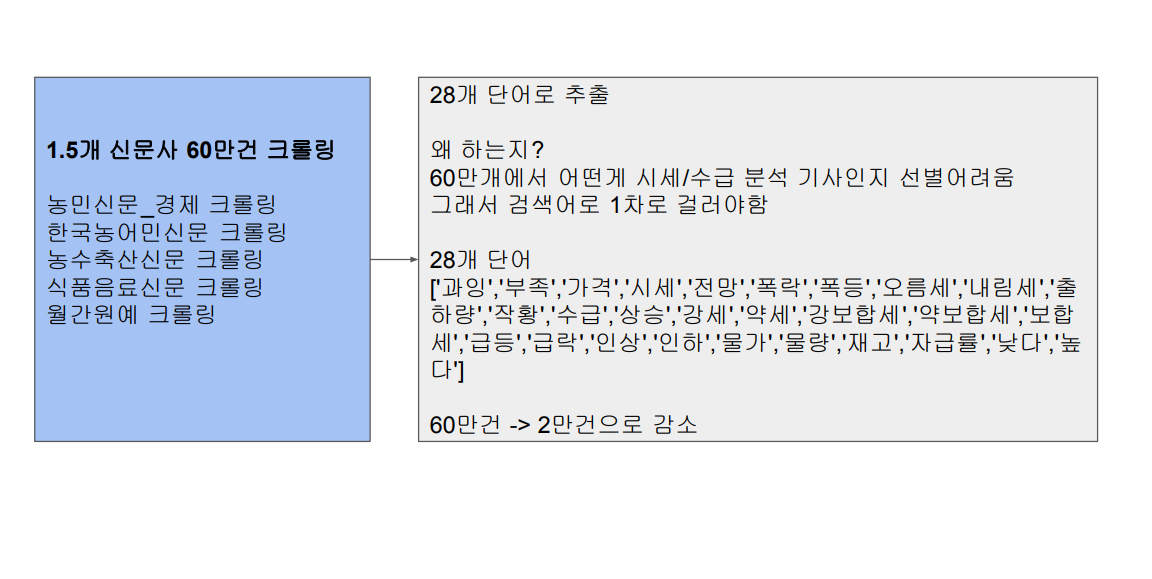 1.5개 신문사 60만건 크롤링
농민신문_경제 크롤링
한국농어민신문 크롤링
농수축산신문 크롤링
식품음료신문 크롤링
월간원예 크롤링
28개 단어로 추출
왜 하는지?
60만개에서 어떤게 시세/수급 분석 기사인지 선별어려움
그래서 검색어로 1차로 걸러야함
28개 단어
['과잉','부족','가격','시세','전망','폭락','폭등','오름세','내림세','출
하량','작황','수급','상승','강세','약세','강보합세','약보합세','보합
세','급등','급락','인상','인하','물가','물량','재고','자급률','낮다','높
다']
60만건 -> 2만건으로 감소